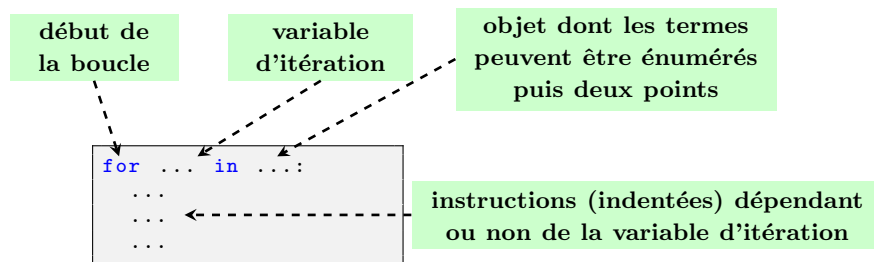 début de
la boucle
variable
d'itération
objet dont les termes
peuvent être énumérés
puis deux points
for ... in ...:
...
...
...
instructions (indentées) dépendant
ou non de la variable d'itération